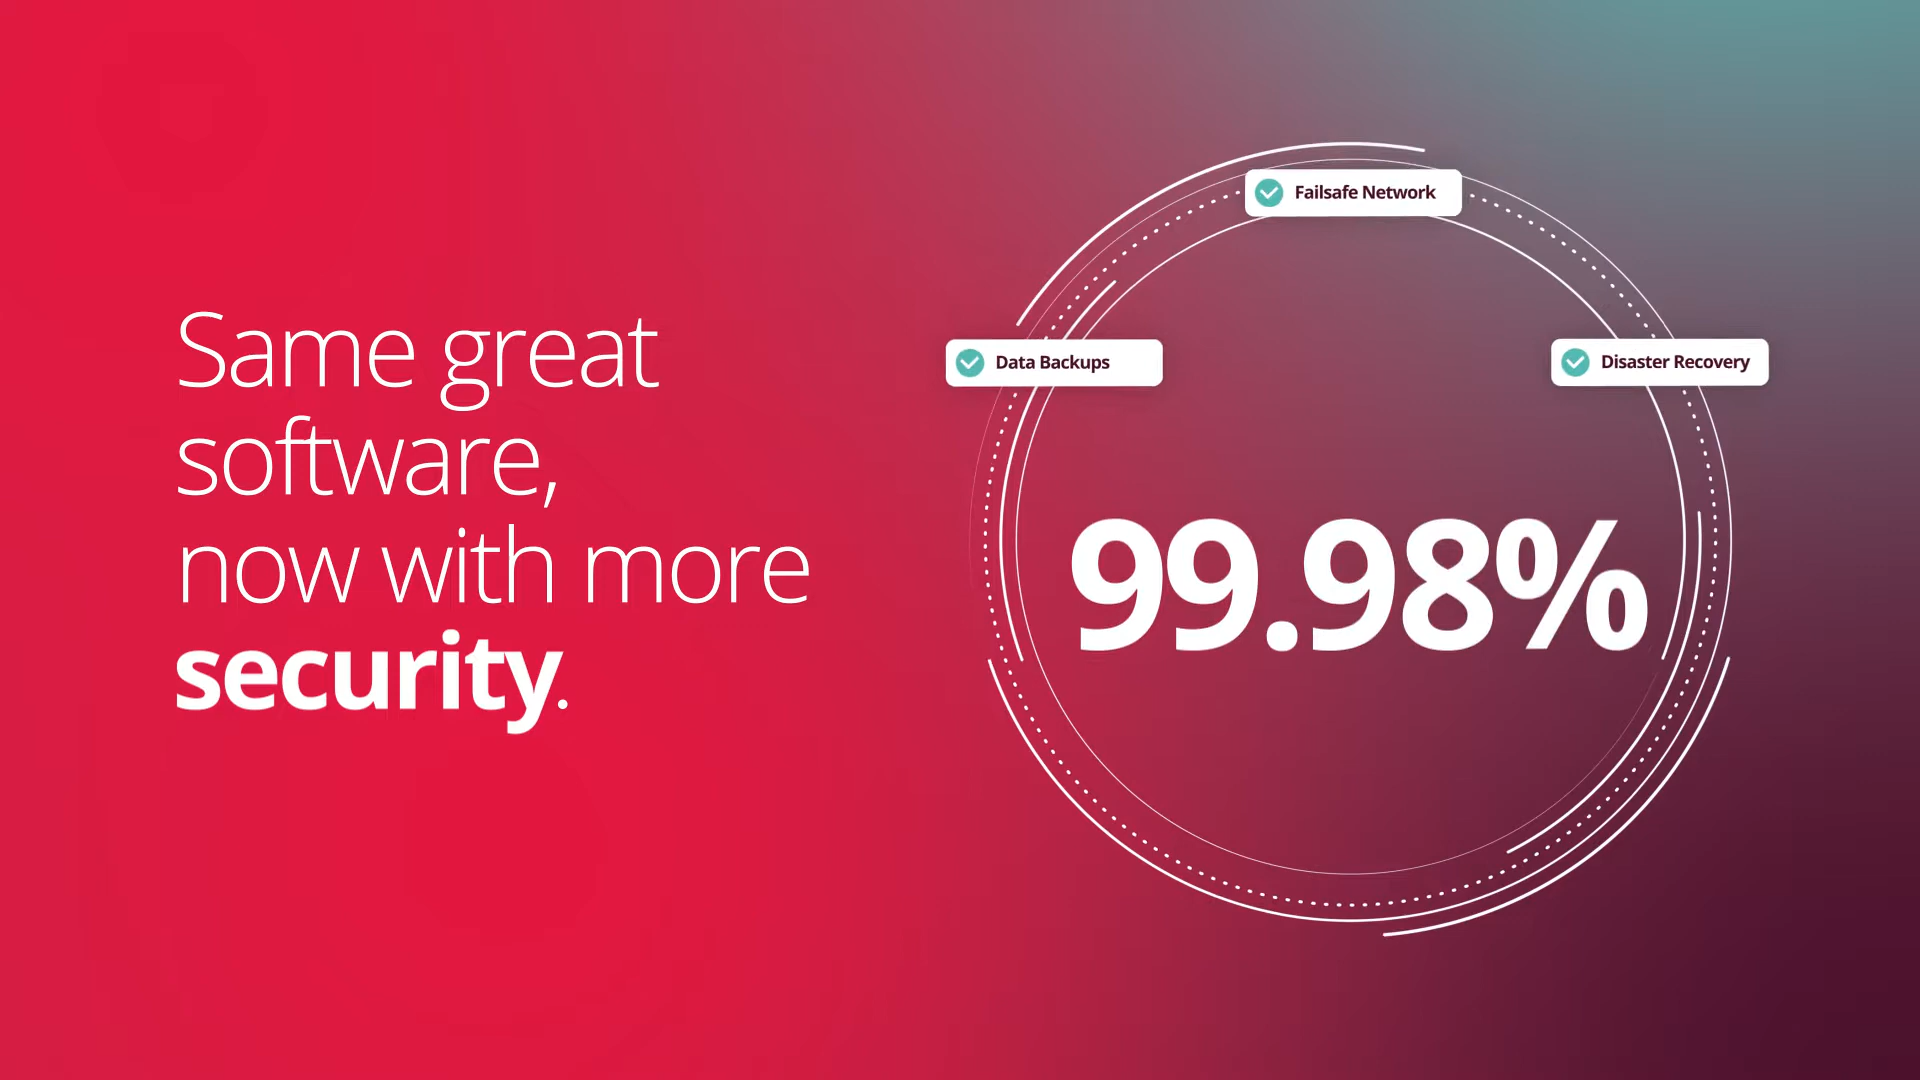 Same great
software,
now with more
security.
Failsafe Network
Data Backups
Disaster Recovery
99.98%